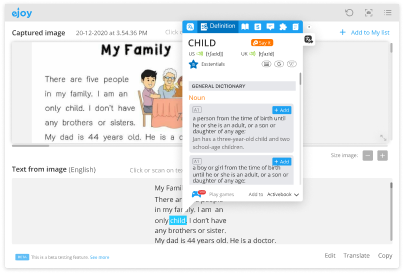 ejoy
Captured image 20-12-2020 at 3.54.36 PM
Add to My list
My Family
There are five people
in my family. I am an
only child. I don't have
any brothers or sisters.
My dad is 44 years old. He is a
Size image:
Text from image (English)
Click or scan on te
My Fami
There are
in my family. I am an
only child. I don't have
any brothers or sisters.
My dad is 44 years old. He is a doctor.
BETA This is a beta testing feature. See more
Edit Translate Copy
Definition
CHILD
Say it
US UK
Essentials
GENERAL DICTIONARY
Noun
A1 + Add
a person from the time of birth until
he or she is an adult, or a son or
daughter of any age:
Jan has a three-year-old child and two
school-age children.
A1 + Add
a boy or girl from the time of birth
until he or she is an adult, or a son or
daughter of any age:
Play games Add to Activebook